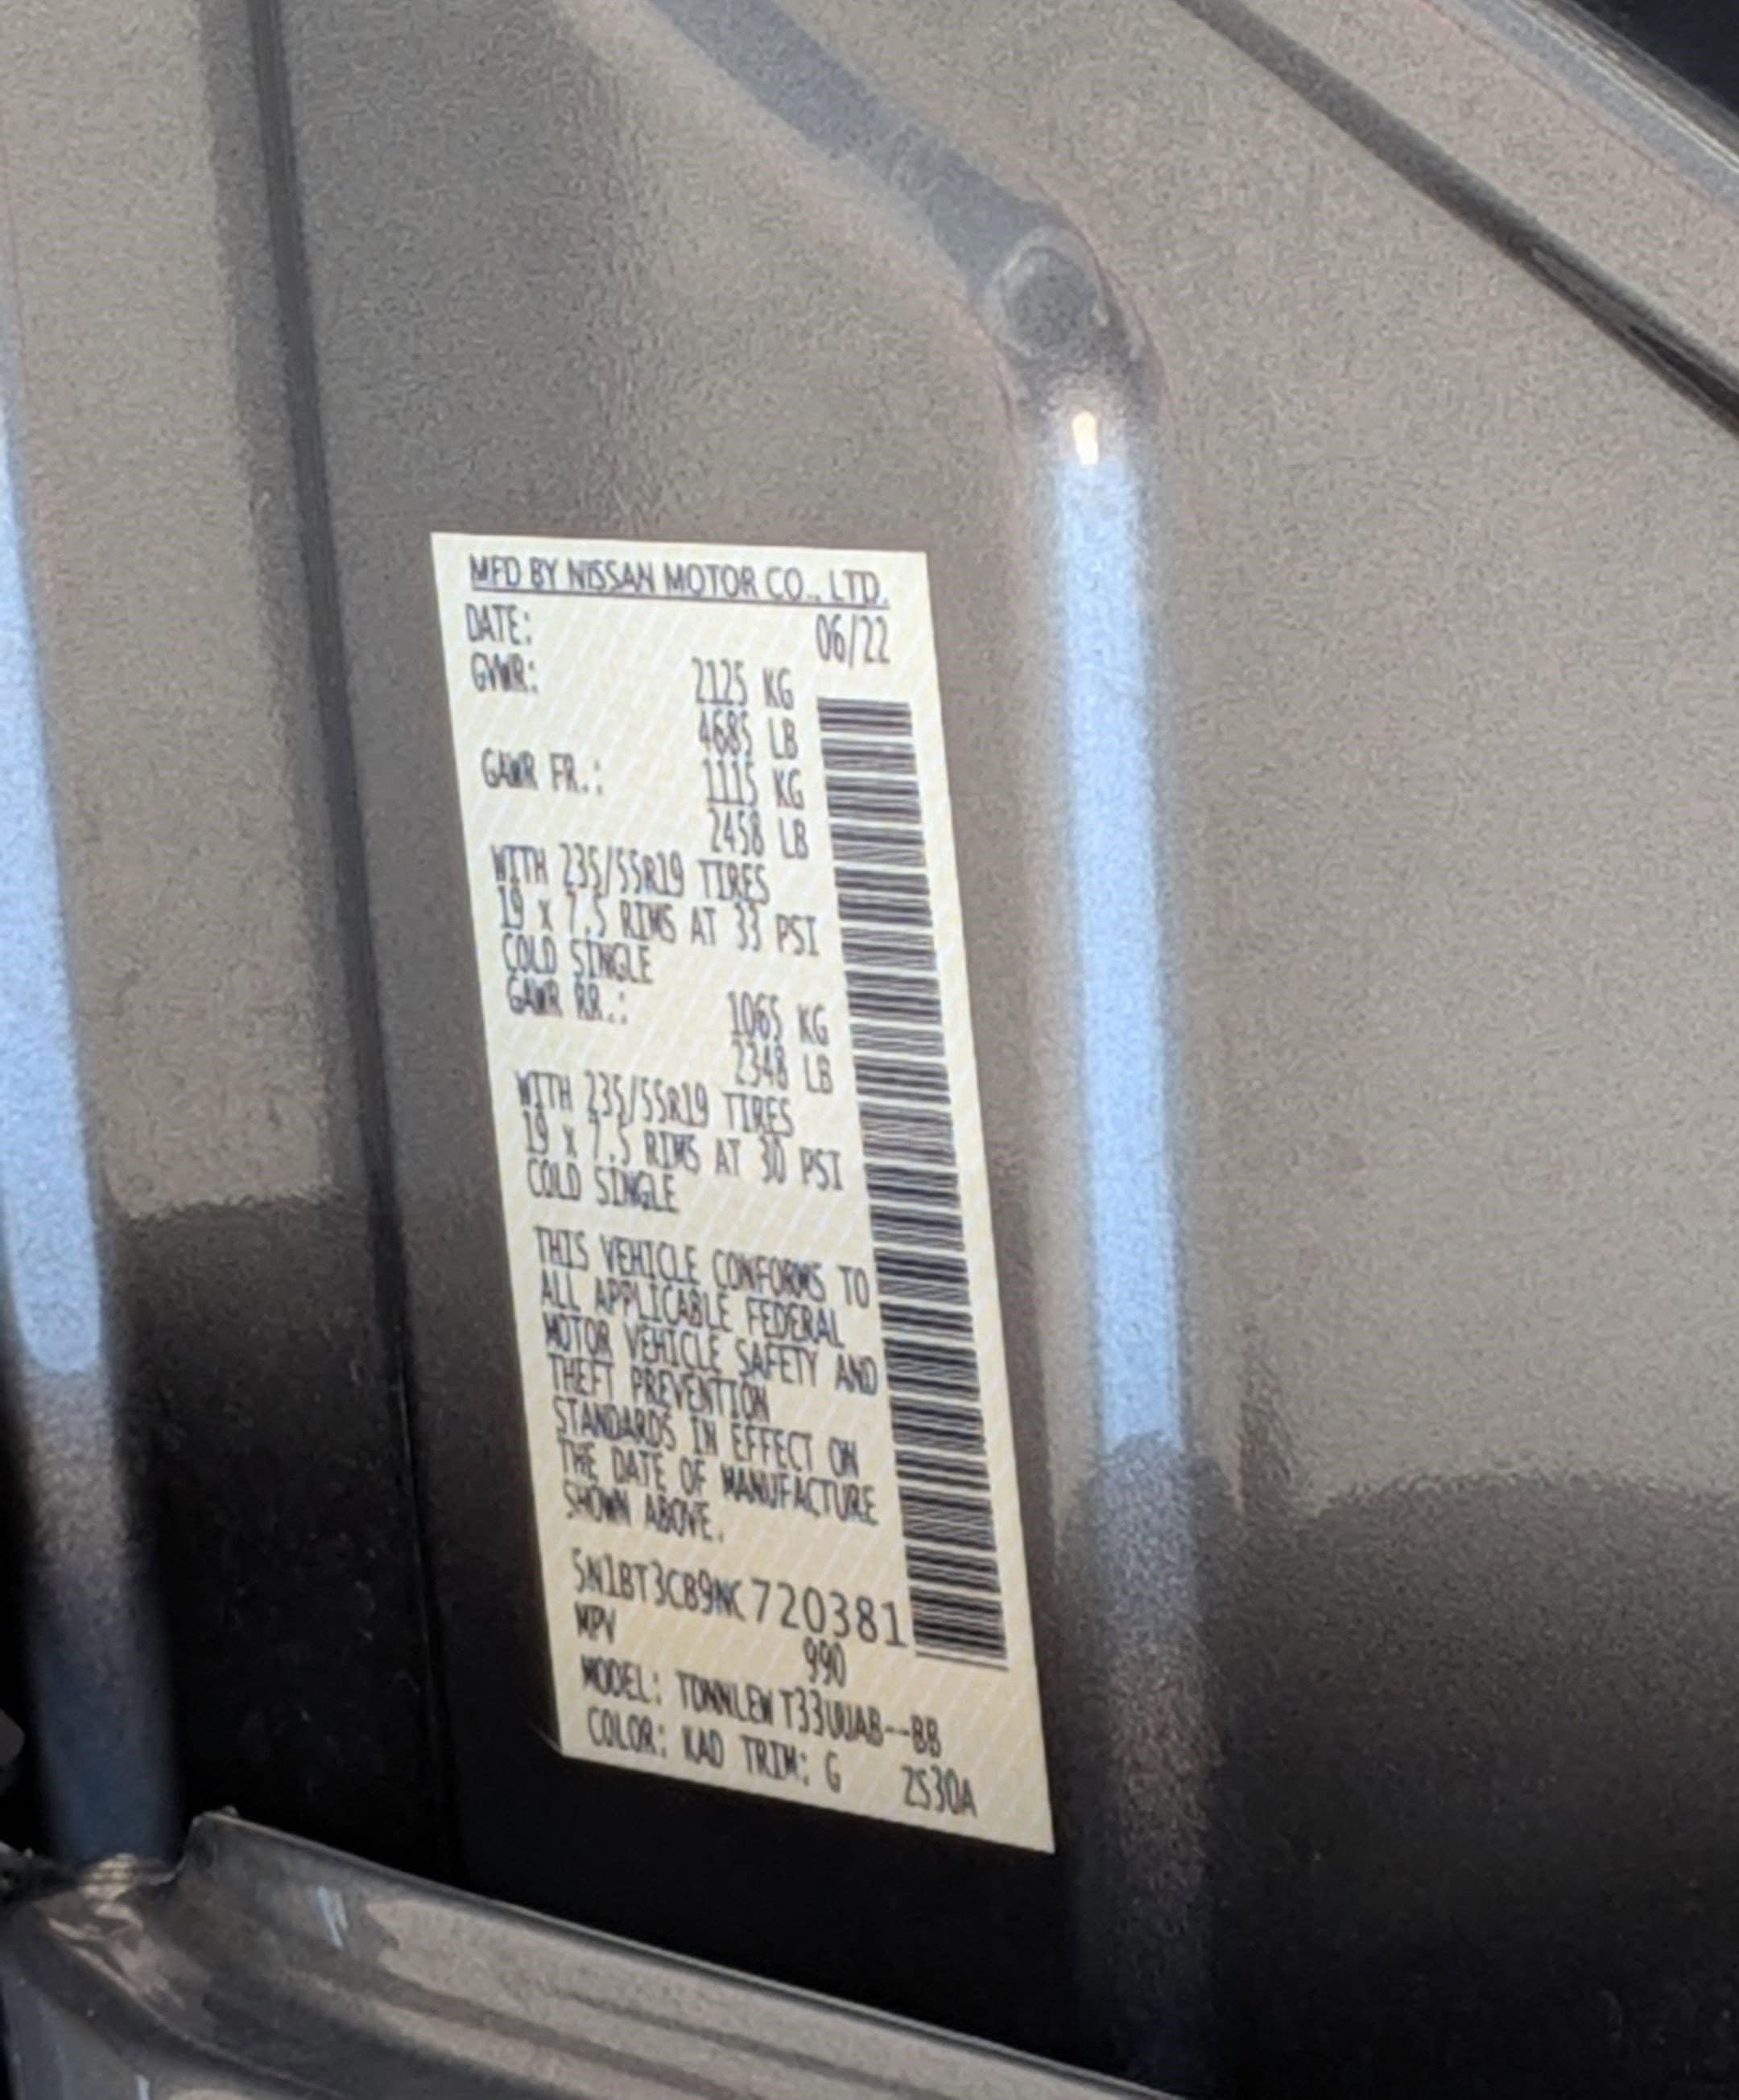 MFD BY NISSAN MOTOR CO., LTD.
DATE: 06/22
GVWR: 2125 KG
4685 LB
GAWR FR.: 1115 KG
2458 LB
WITH 235/55R19 TIRES
19 x 7.5 RIMS AT 33 PSI
COLD SINGLE
GAWR RR.: 1065 KG
2348 LB
WITH 235/55R19 TIRES
19 x 7.5 RIMS AT 30 PSI
COLD SINGLE
THIS VEHICLE CONFORMS TO
ALL APPLICABLE FEDERAL
MOTOR VEHICLE SAFETY AND
THEFT PREVENTION
STANDARDS IN EFFECT ON
THE DATE OF MANUFACTURE
SHOWN ABOVE.
5N1BT3CB9NC720381
MPV 990
MODEL: T33UUAB--BB
COLOR: KAD TRIM: G 2S30A